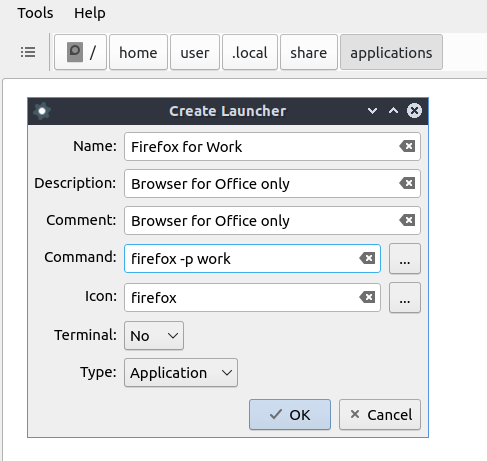 Tools Help
/ home user .local share applications
Create Launcher
Name: Firefox for Work
Description: Browser for Office only
Comment: Browser for Office only
Command: firefox -p work ...
Icon: firefox ...
Terminal: No
Type: Application
OK Cancel